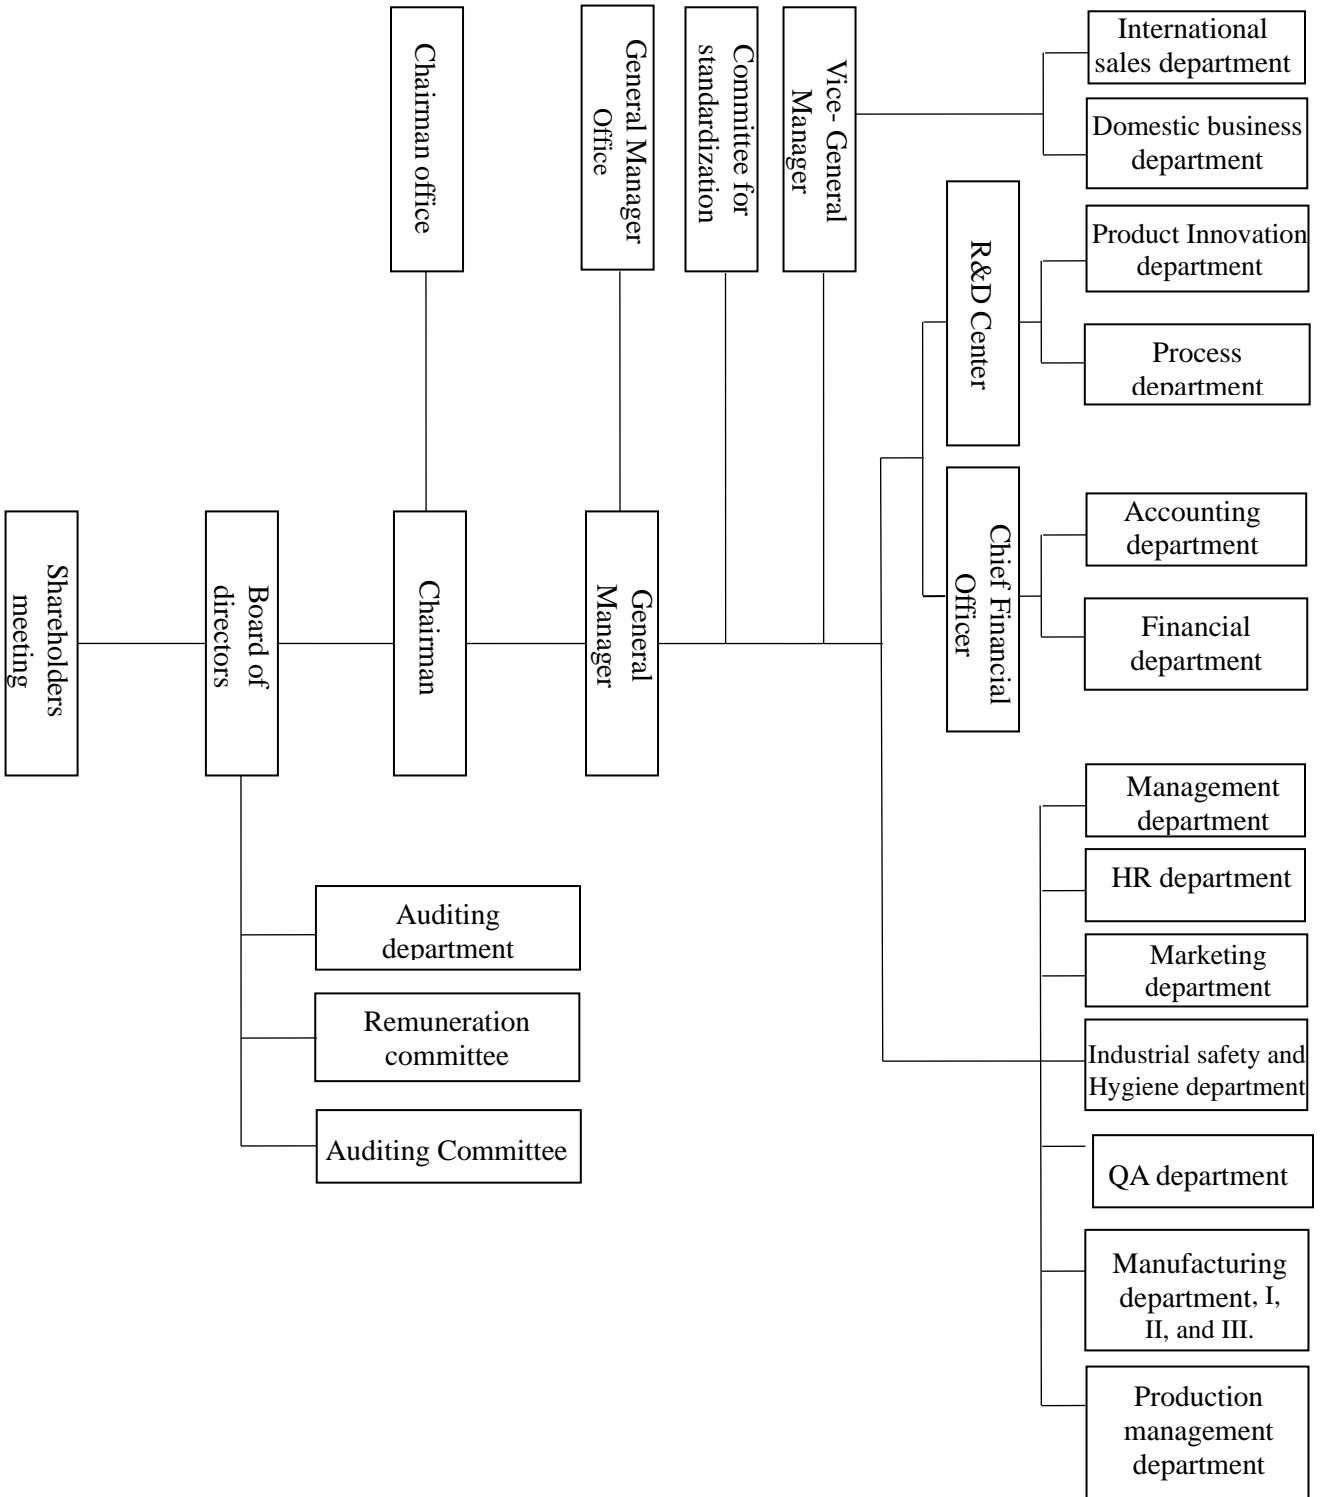 Shareholders
meeting
Board of
directors
Chairman
Chairman office
General
Manager
General Manager
Office
Committee for
standardization
Vice- General
Manager
International
sales department
Domestic business
department
R&D Center
Product Innovation
department
Process
department
Chief Financial
Officer
Accounting
department
Financial
department
Management
department
HR department
Marketing
department
Industrial safety and
Hygiene department
QA department
Manufacturing
department, I,
II, and III.
Production
management
department
Auditing
department
Remuneration
committee
Auditing Committee